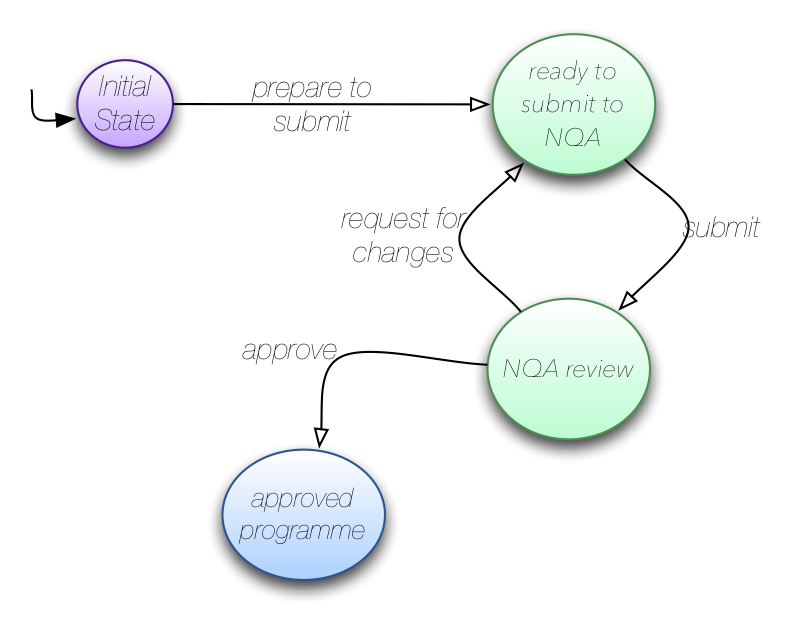 Initial
State
prepare to
submit
ready to
submit to
NQA
request for
changes
submit
approve
NQA review
approved
programme